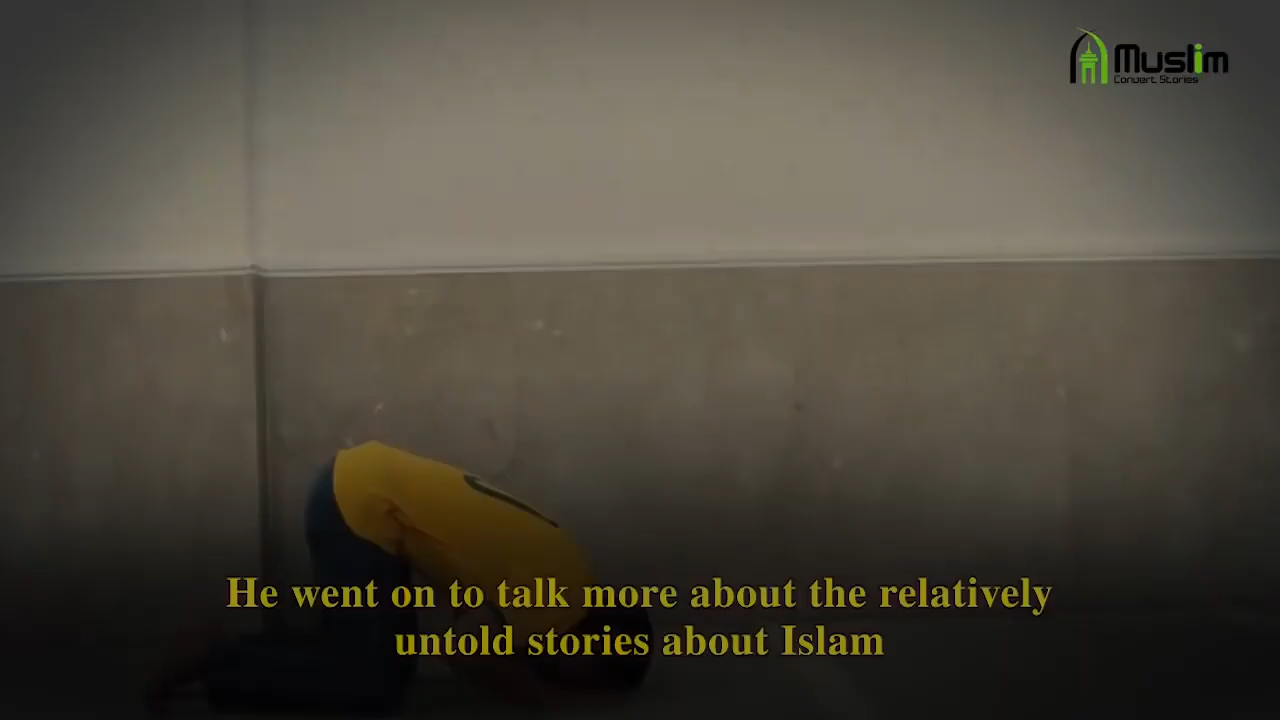 Muslim
Convert Stories
He went on to talk more about the relatively
untold stories about Islam